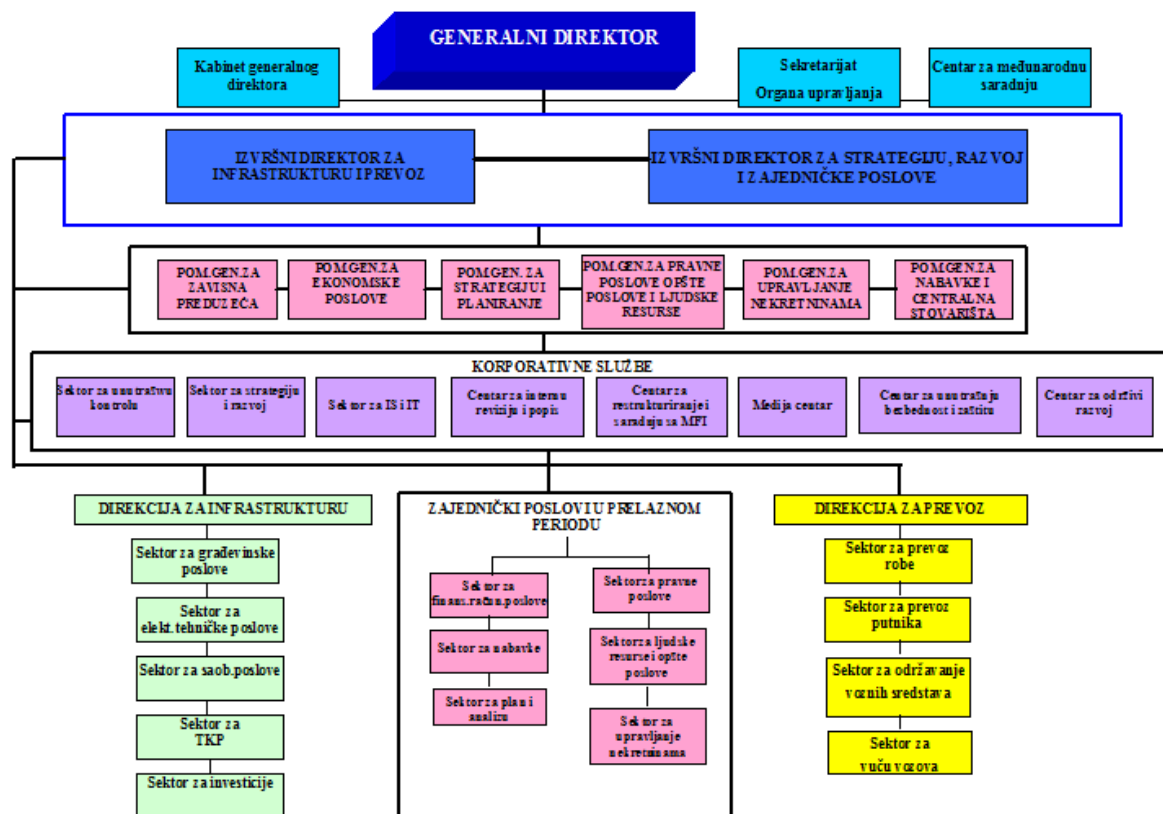 GENERALNI DIREKTOR
Kabinet generalnog
direktora
Sekretarijat
Organa upravljanja
Centar za međunarodnu
saradnju
IZVRŠNI DIREKTOR ZA
INFRASTRUKTURU I PREVOZ
IZVRŠNI DIREKTOR ZA STRATEGIJU, RAZVOJ
I ZAJEDNIČKE POSLOVE
POM.GEN.ZA
ZAVISNA
PREDUZEĆA
POM.GEN.ZA
EKONOMSKE
POSLOVE
POM.GEN. ZA
STRATEGIJU I
PLANIRANJE
POM.GEN.ZA PRAVNE
POSLOVE OPŠTE
POSLOVE I LJUDSKE
RESURSE
POM.GEN.ZA
UPRAVLJANJE
NEKRETNINAMA
POM.GEN.ZA
NABAVKE I
CENTRALNA
STOVARIŠTA
KORPORATIVNE SLUŽBE
Sektor za unutrašwu
kontrolu
Sektor za strategiju
i razvoj
Sektor za IS i IT
Centar za internu
reviziju i popis
Centar za
restrukturiranje i
saradnju sa MFI
Medija centar
Centar za unutrašnju
bezbednost i zaštitu
Centar za održivi
razvoj
DIREKCIJA ZA INFRASTRUKTURU
Sektor za građevinske
poslove
Sektor za
elekt.tehničke poslove
Sektor za saob.poslove
Sektor za
TKP
Sektor za investicije
ZAJEDNIČKI POSLOVI U PRELAZNOM
PERIODU
Sektor za
finans.račun.poslove
Sektor za nabavke
Sektor za plan i
analizu
Sektor za pravne
poslove
Sektor za ljudske
resurse i opšte
poslove
Sektor za
upravljanje
nekretninama
DIREKCIJA ZA PREVOZ
Sektor za prevoz
robe
Sektor za prevoz
putnika
Sektor za održavanje
voznih sredstava
Sektor za
vuču vozova